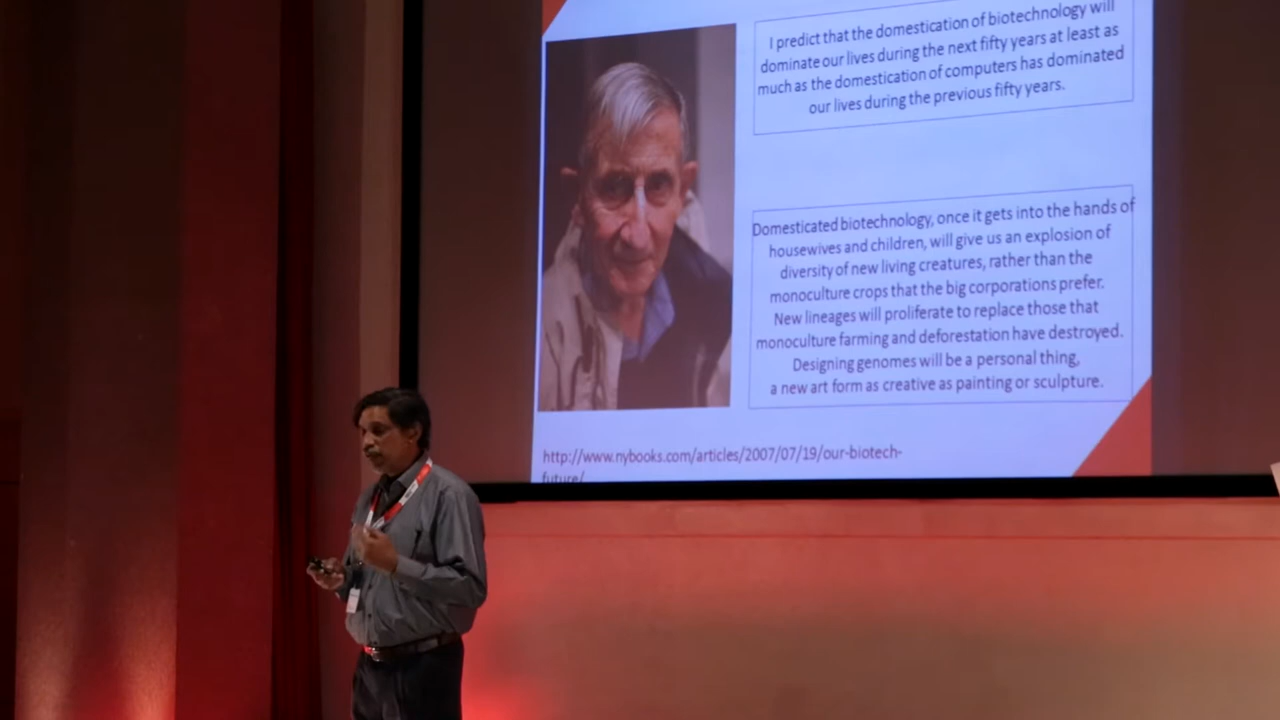 I predict that the domestication of biotechnology will
dominate our lives during the next fifty years at least as
much as the domestication of computers has dominated
our lives during the previous fifty years.
Domesticated biotechnology, once it gets into the hands of
housewives and children, will give us an explosion of
diversity of new living creatures, rather than the
monoculture crops that the big corporations prefer.
New lineages will proliferate to replace those that
monoculture farming and deforestation have destroyed.
Designing genomes will be a personal thing,
a new art form as creative as painting or sculpture.
http://www.nybooks.com/articles/2007/07/19/our-biotech-
future/